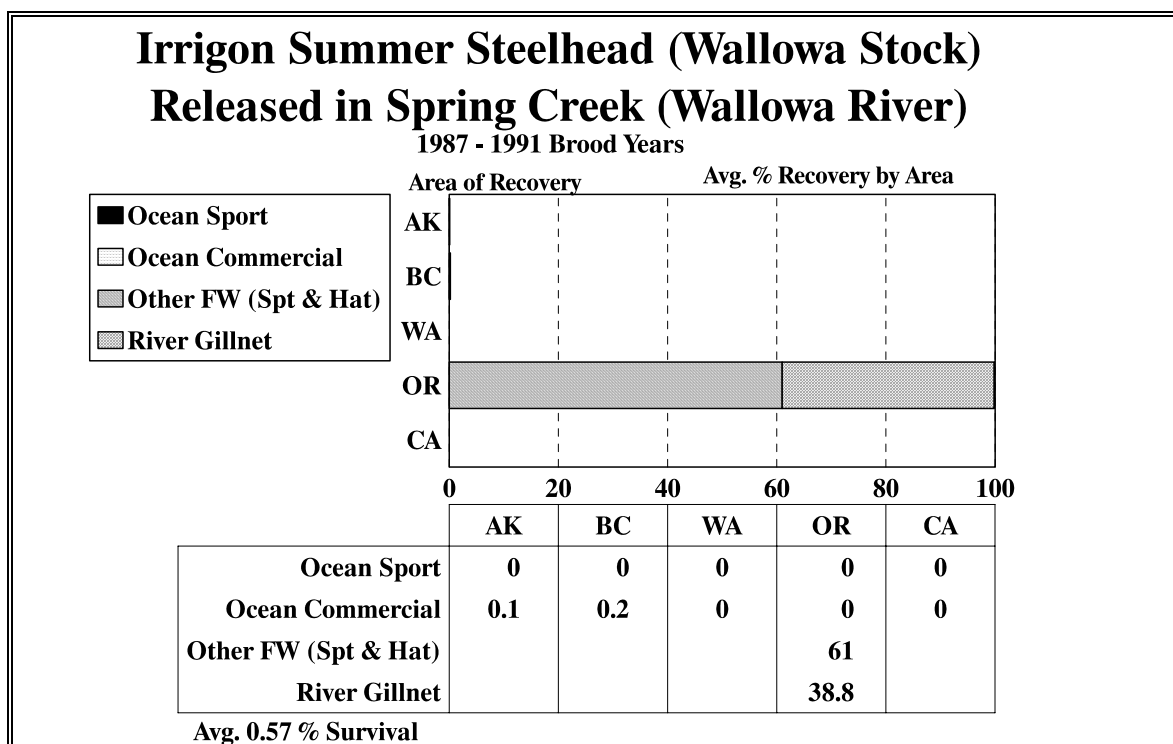 Irrigon Summer Steelhead (Wallowa Stock)
Released in Spring Creek (Wallowa River)
1987 - 1991 Brood Years
Area of Recovery Avg. % Recovery by Area
Ocean Sport
Ocean Commercial
Other FW (Spt & Hat)
River Gillnet
AK
BC
WA
OR
CA
0 20 40 60 80 100
AK BC WA OR CA
Ocean Sport 0 0 0 0 0
Ocean Commercial 0.1 0.2 0 0 0
Other FW (Spt & Hat) 61
River Gillnet 38.8
Avg. 0.57 % Survival